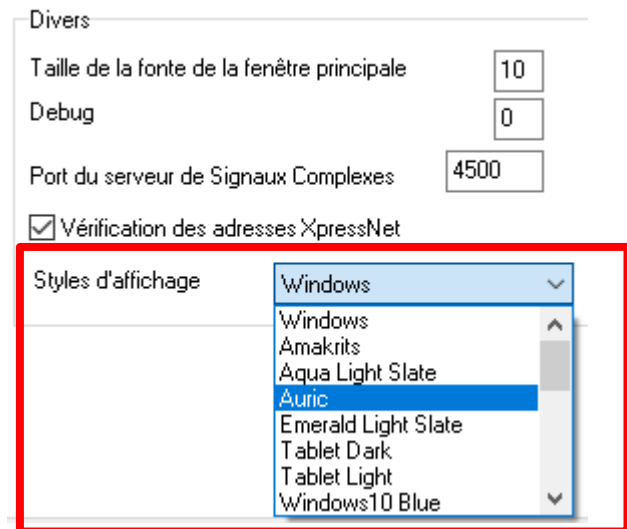 Divers
Taille de la fonte de la fenêtre principale 10
Debug 0
Port du serveur de Signaux Complexes 4500
Vérification des adresses XpressNet
Styles d'affichage Windows
Windows
Amakrits
Aqua Light Slate
Auric
Emerald Light Slate
Tablet Dark
Tablet Light
Windows10 Blue